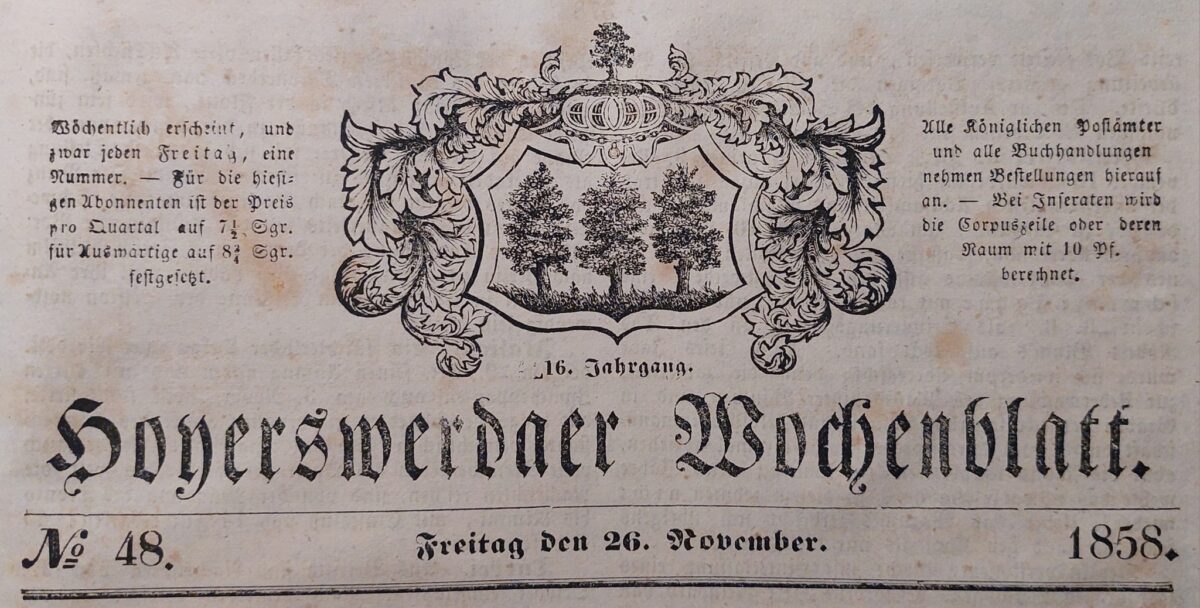 Wöchentlich erscheint, und
zwar jeden Freitag, eine
Nummer. — Für die hiesi-
gen Abonnenten ist der Preis
pro Quartal auf 7½ Sgr.
für Auswärtige auf 8¾ Sgr.
festgesetzt.
Alle Königlichen Postämter
und alle Buchhandlungen
nehmen Bestellungen hierauf
an. — Bei Inseraten wird
die Corpuszeile oder deren
Raum mit 10 Pf.
berechnet.
16. Jahrgang.
Hoyerswerdaer Wochenblatt.
No 48.
Freitag den 26. November.
1858.